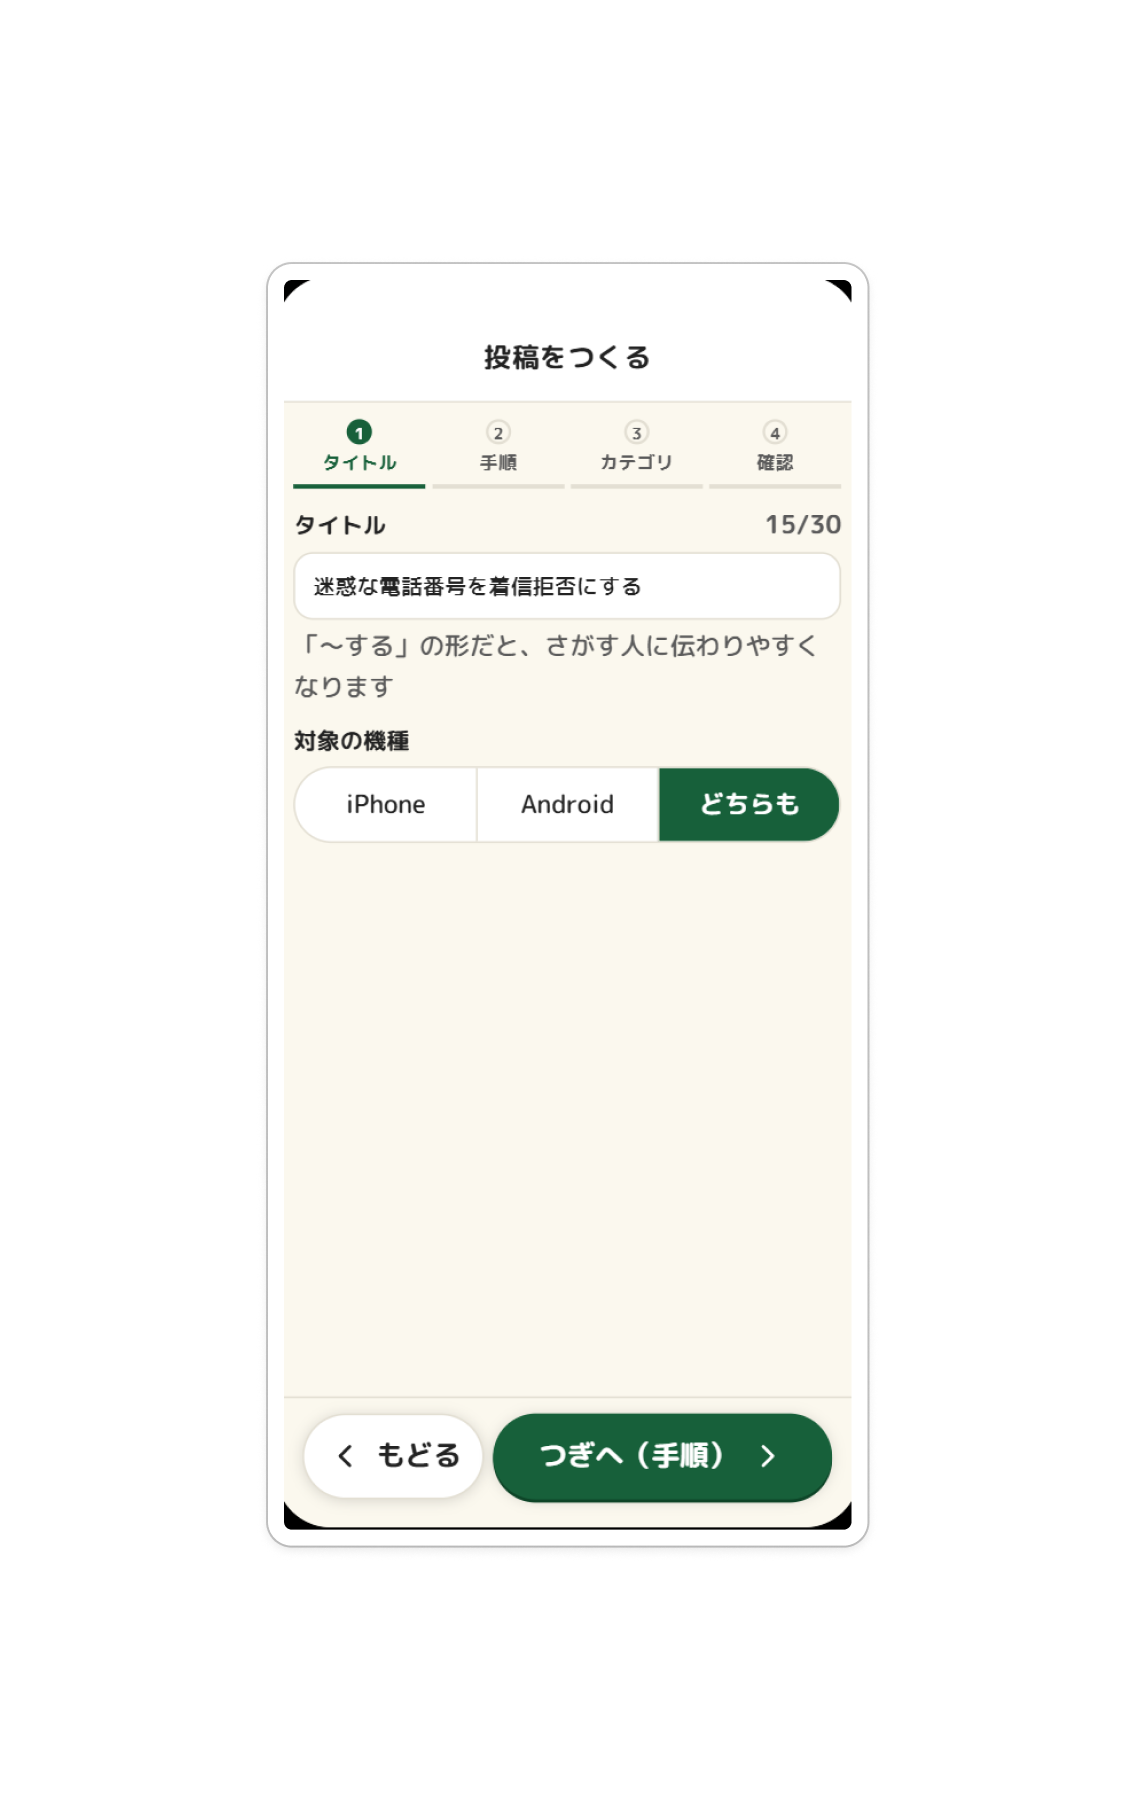 投稿をつくる
1 2 3 4
タイトル 手順 カテゴリ 確認
タイトル 15/30
迷惑な電話番号を着信拒否にする
「〜する」の形だと、さがす人に伝わりやすく
なります
対象の機種
iPhone Android どちらも
もどる つぎへ（手順）